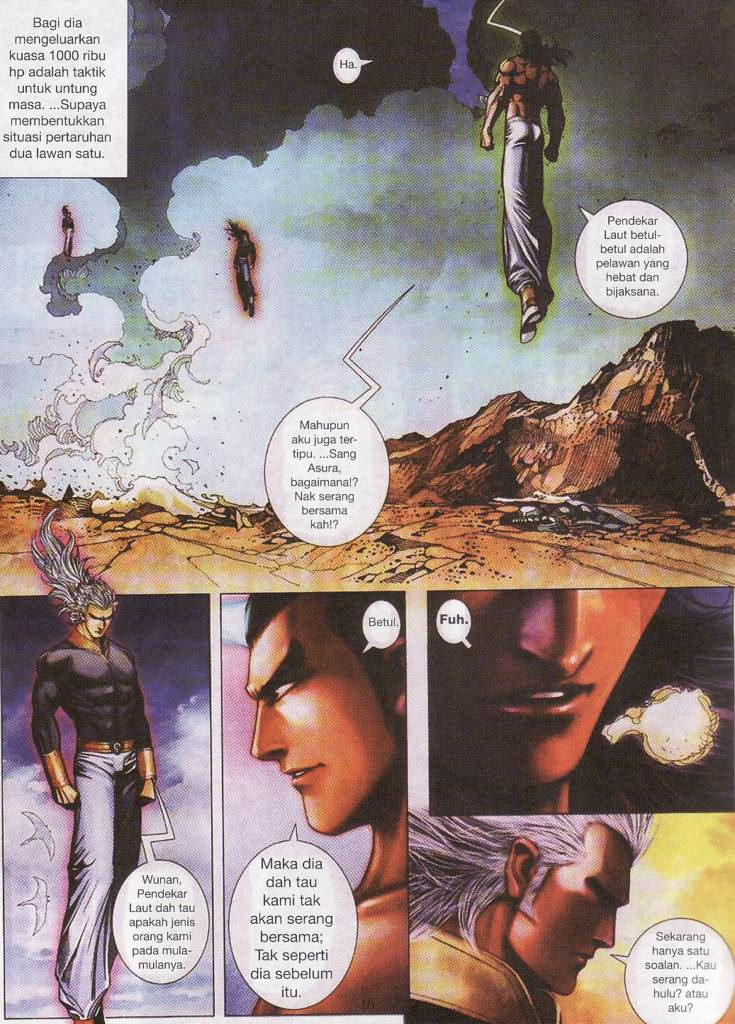 Bagi dia
mengeluarkan
kuasa 1000 ribu
hp adalah taktik
untuk untung
masa. ...Supaya
membentukkan
situasi pertaruhan
dua lawan satu.
Ha.
Pendekar
Laut betul-
betul adalah
pelawan yang
hebat dan
bijaksana.
Mahupun
aku juga ter-
tipu. ...Sang
Asura,
bagaimana!?
Nak serang
bersama
kah!?
Wunan,
Pendekar
Laut dah tau
apakah jenis
orang kami
pada mula-
mulanya.
Betul.
Maka dia
dah tau
kami tak
akan serang
bersama;
Tak seperti
dia sebelum
itu.
Fuh.
Sekarang
hanya satu
soalan. ...Kau
serang da-
hulu? atau
aku?
16